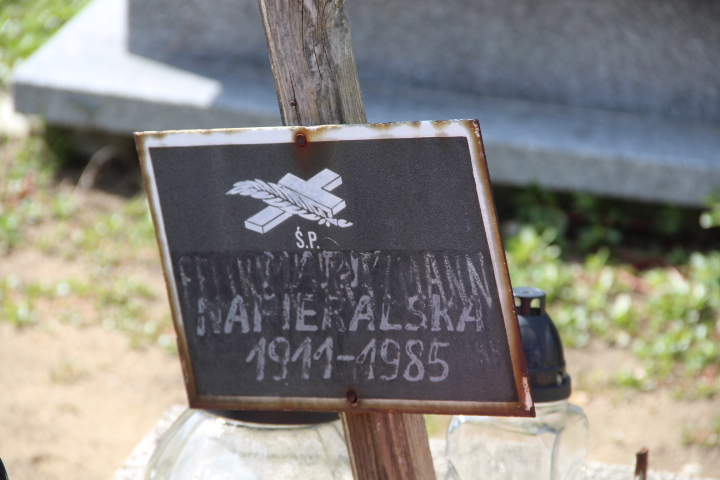 Ś.P.
NAPIERALSKA
1911-1985